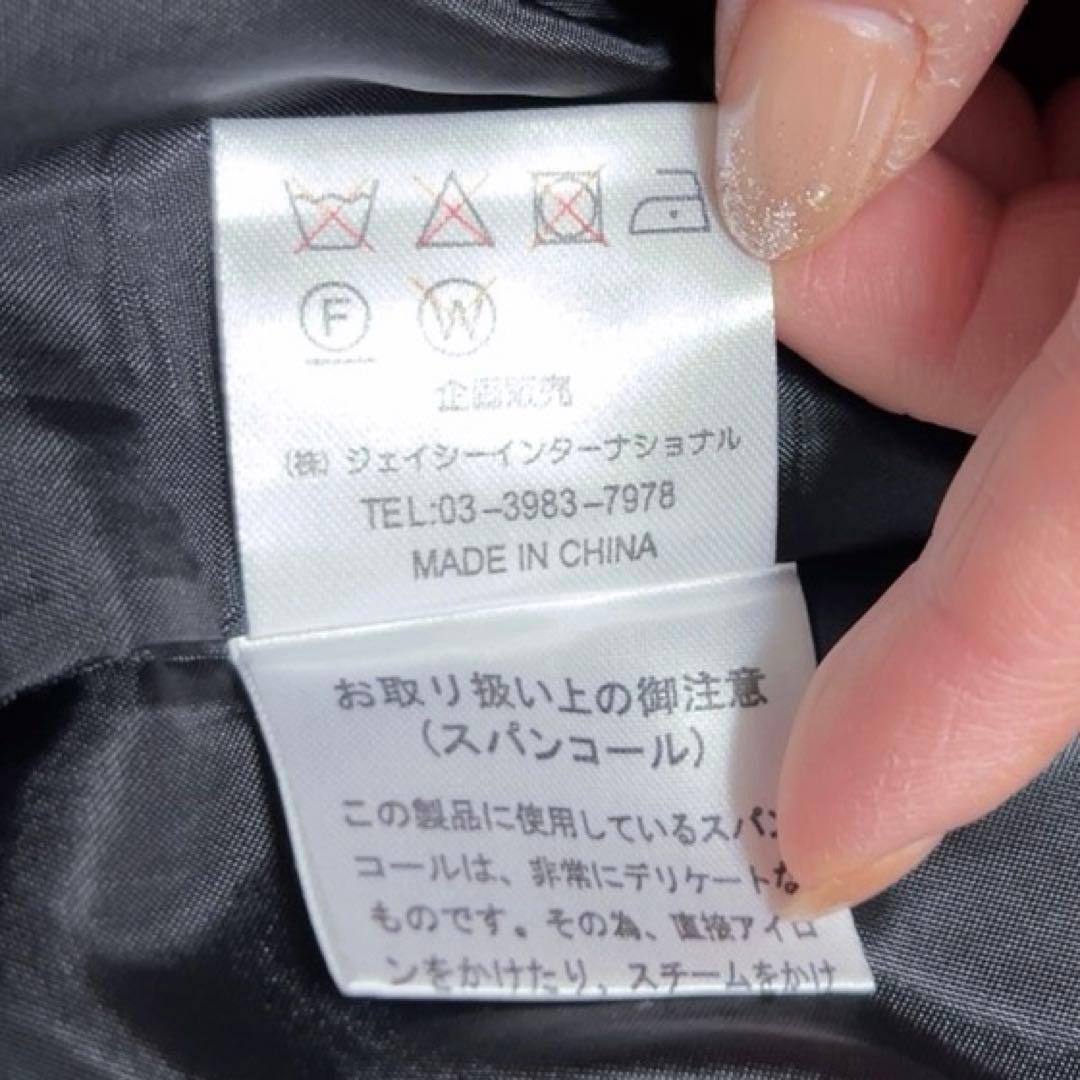 F W
企画販売
（株）ジェイシーインターナショナル
TEL:03-3983-7978
MADE IN CHINA
お取り扱い上の御注意
（スパンコール）
この製品に使用しているスパン
コールは、非常にデリケートな
ものです。その為、直接アイロ
ンをかけたり、スチームをかけ